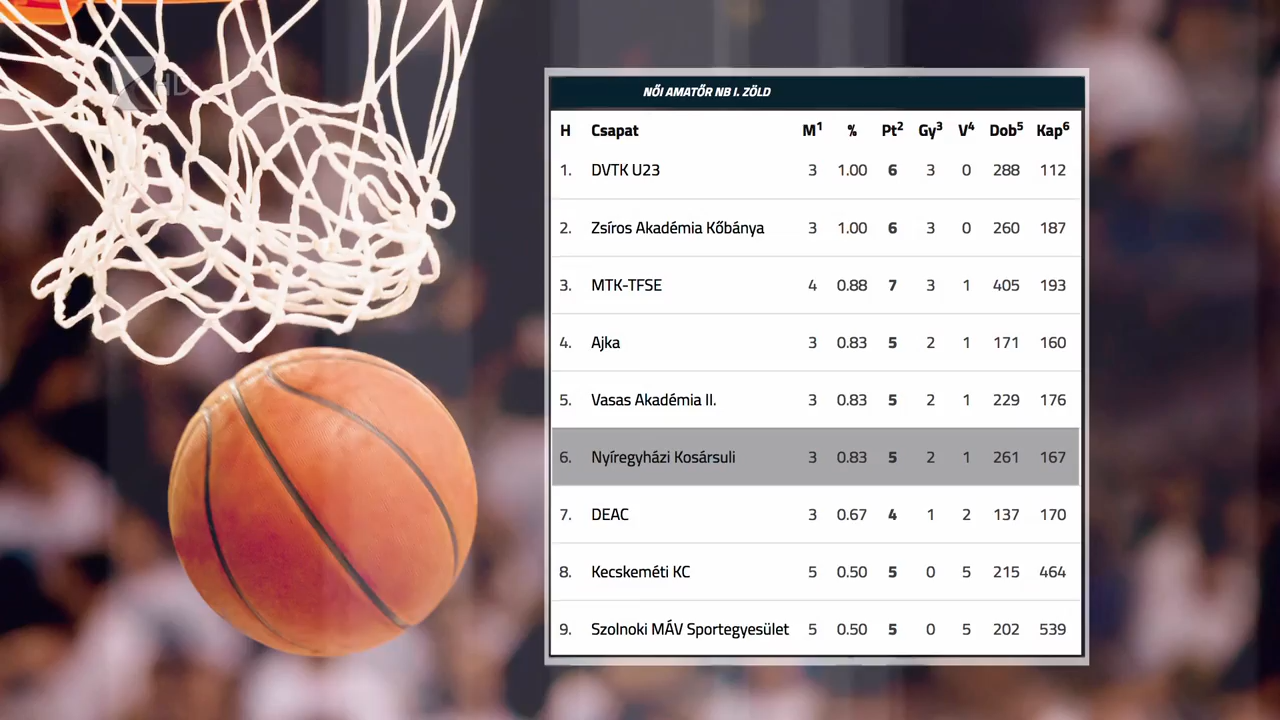 HD
NŐI AMATŐR NB I. ZÖLD
H Csapat M¹ % Pt² Gy³ V⁴ Dob⁵ Kap⁶
1. DVTK U23 3 1.00 6 3 0 288 112
2. Zsíros Akadémia Kőbánya 3 1.00 6 3 0 260 187
3. MTK-TFSE 4 0.88 7 3 1 405 193
4. Ajka 3 0.83 5 2 1 171 160
5. Vasas Akadémia II. 3 0.83 5 2 1 229 176
6. Nyíregyházi Kosársuli 3 0.83 5 2 1 261 167
7. DEAC 3 0.67 4 1 2 137 170
8. Kecskeméti KC 5 0.50 5 0 5 215 464
9. Szolnoki MÁV Sportegyesület 5 0.50 5 0 5 202 539